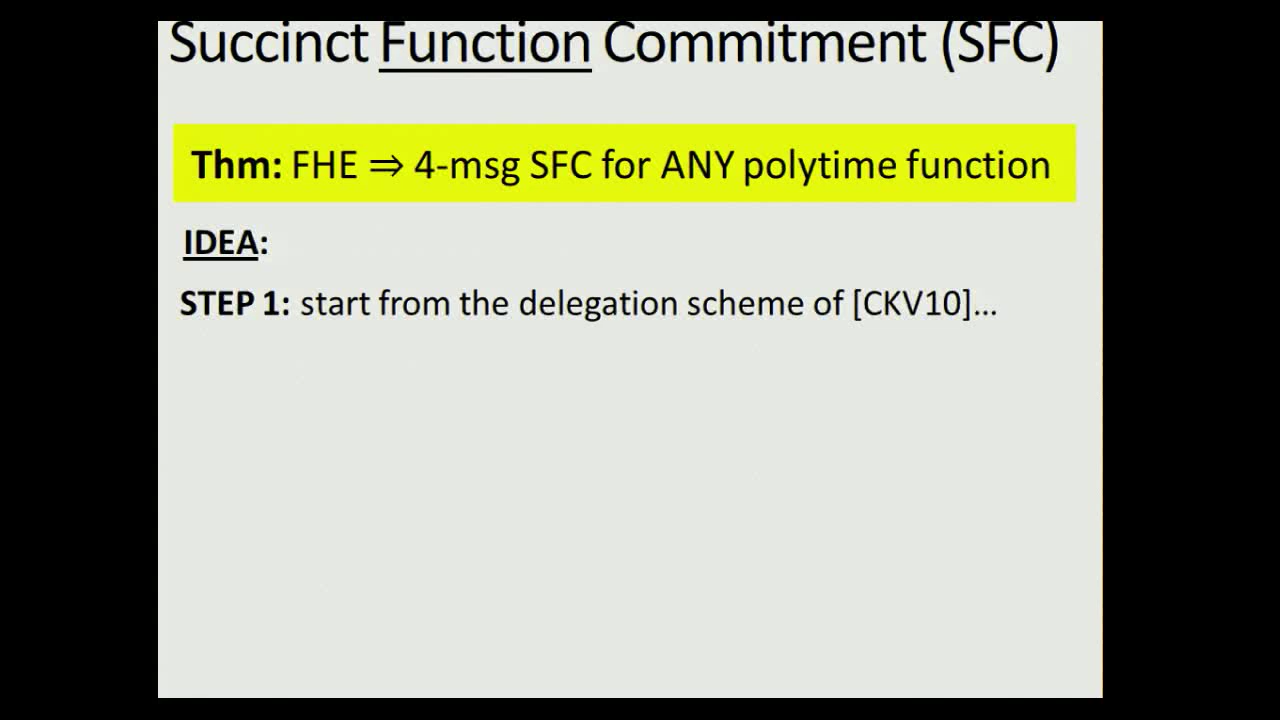 Succinct Function Commitment (SFC)
Thm: FHE ⇒ 4-msg SFC for ANY polytime function
IDEA:
STEP 1: start from the delegation scheme of [CKV10]...